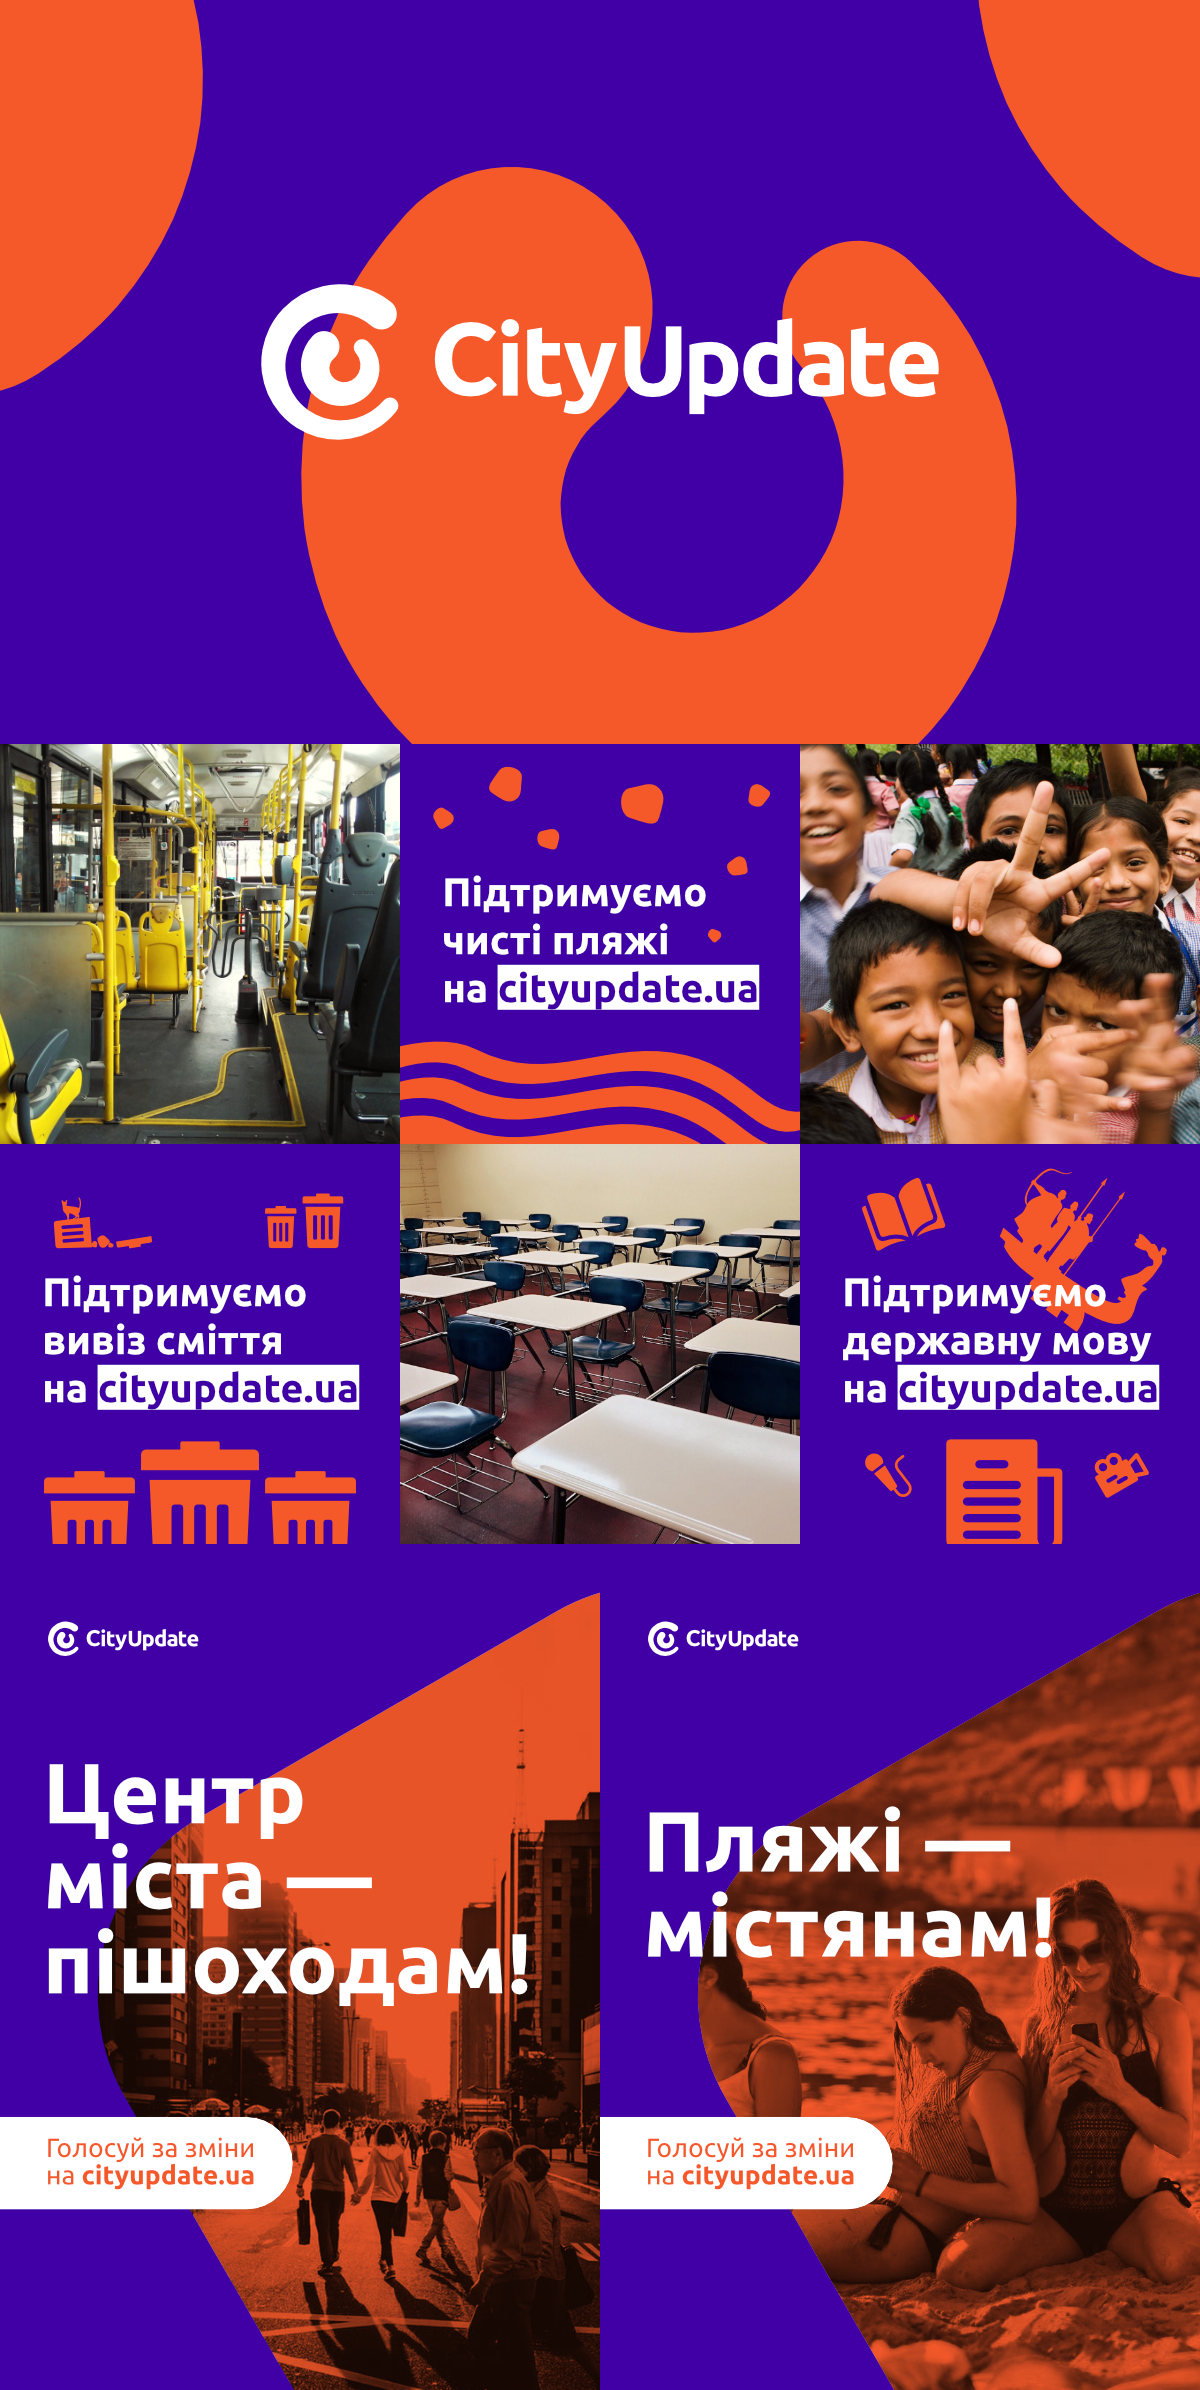 CityUpdate
Підтримуємо
чисті пляжі
на cityupdate.ua
Підтримуємо
вивіз сміття
на cityupdate.ua
Підтримуємо
державну мову
на cityupdate.ua
CityUpdate
Центр
міста —
пішоходам!
Голосуй за зміни
на cityupdate.ua
CityUpdate
Пляжі —
містянам!
Голосуй за зміни
на cityupdate.ua